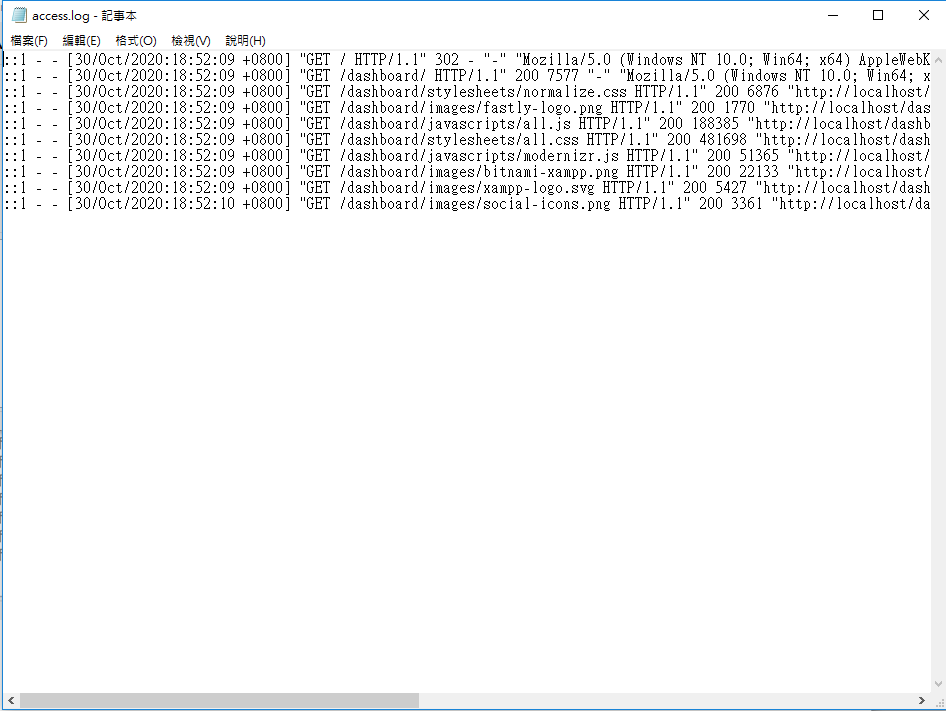 access.log - 記事本
檔案(F) 編輯(E) 格式(O) 檢視(V) 說明(H)
::1 - - [30/Oct/2020:18:52:09 +0800] "GET / HTTP/1.1" 302 - "-" "Mozilla/5.0 (Windows NT 10.0; Win64; x64) AppleWebK
::1 - - [30/Oct/2020:18:52:09 +0800] "GET /dashboard/ HTTP/1.1" 200 7577 "-" "Mozilla/5.0 (Windows NT 10.0; Win64; x
::1 - - [30/Oct/2020:18:52:09 +0800] "GET /dashboard/stylesheets/normalize.css HTTP/1.1" 200 6876 "http://localhost/
::1 - - [30/Oct/2020:18:52:09 +0800] "GET /dashboard/images/fastly-logo.png HTTP/1.1" 200 1770 "http://localhost/das
::1 - - [30/Oct/2020:18:52:09 +0800] "GET /dashboard/javascripts/all.js HTTP/1.1" 200 188385 "http://localhost/dashb
::1 - - [30/Oct/2020:18:52:09 +0800] "GET /dashboard/stylesheets/all.css HTTP/1.1" 200 481698 "http://localhost/dash
::1 - - [30/Oct/2020:18:52:09 +0800] "GET /dashboard/javascripts/modernizr.js HTTP/1.1" 200 51365 "http://localhost/
::1 - - [30/Oct/2020:18:52:09 +0800] "GET /dashboard/images/bitnami-xampp.png HTTP/1.1" 200 22133 "http://localhost/
::1 - - [30/Oct/2020:18:52:09 +0800] "GET /dashboard/images/xampp-logo.svg HTTP/1.1" 200 5427 "http://localhost/dash
::1 - - [30/Oct/2020:18:52:10 +0800] "GET /dashboard/images/social-icons.png HTTP/1.1" 200 3361 "http://localhost/da